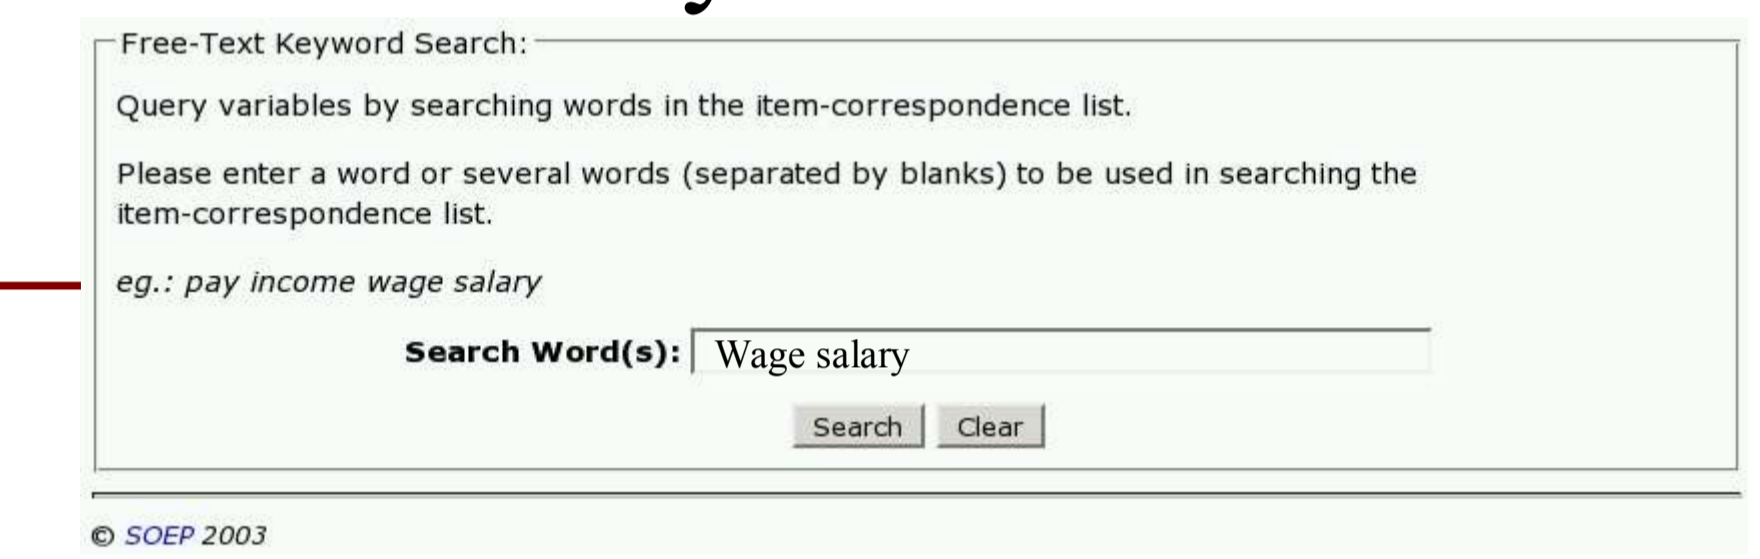 Free-Text Keyword Search:
Query variables by searching words in the item-correspondence list.
Please enter a word or several words (separated by blanks) to be used in searching the
item-correspondence list.
eg.: pay income wage salary
Search Word(s): Wage salary
Search Clear
© SOEP 2003